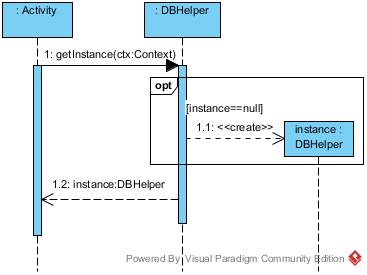 : Activity
: DBHelper
1: getInstance(ctx:Context)
opt
[instance==null]
1.1: <<create>>
instance :
DBHelper
1.2: instance:DBHelper
Powered By Visual Paradigm Community Edition